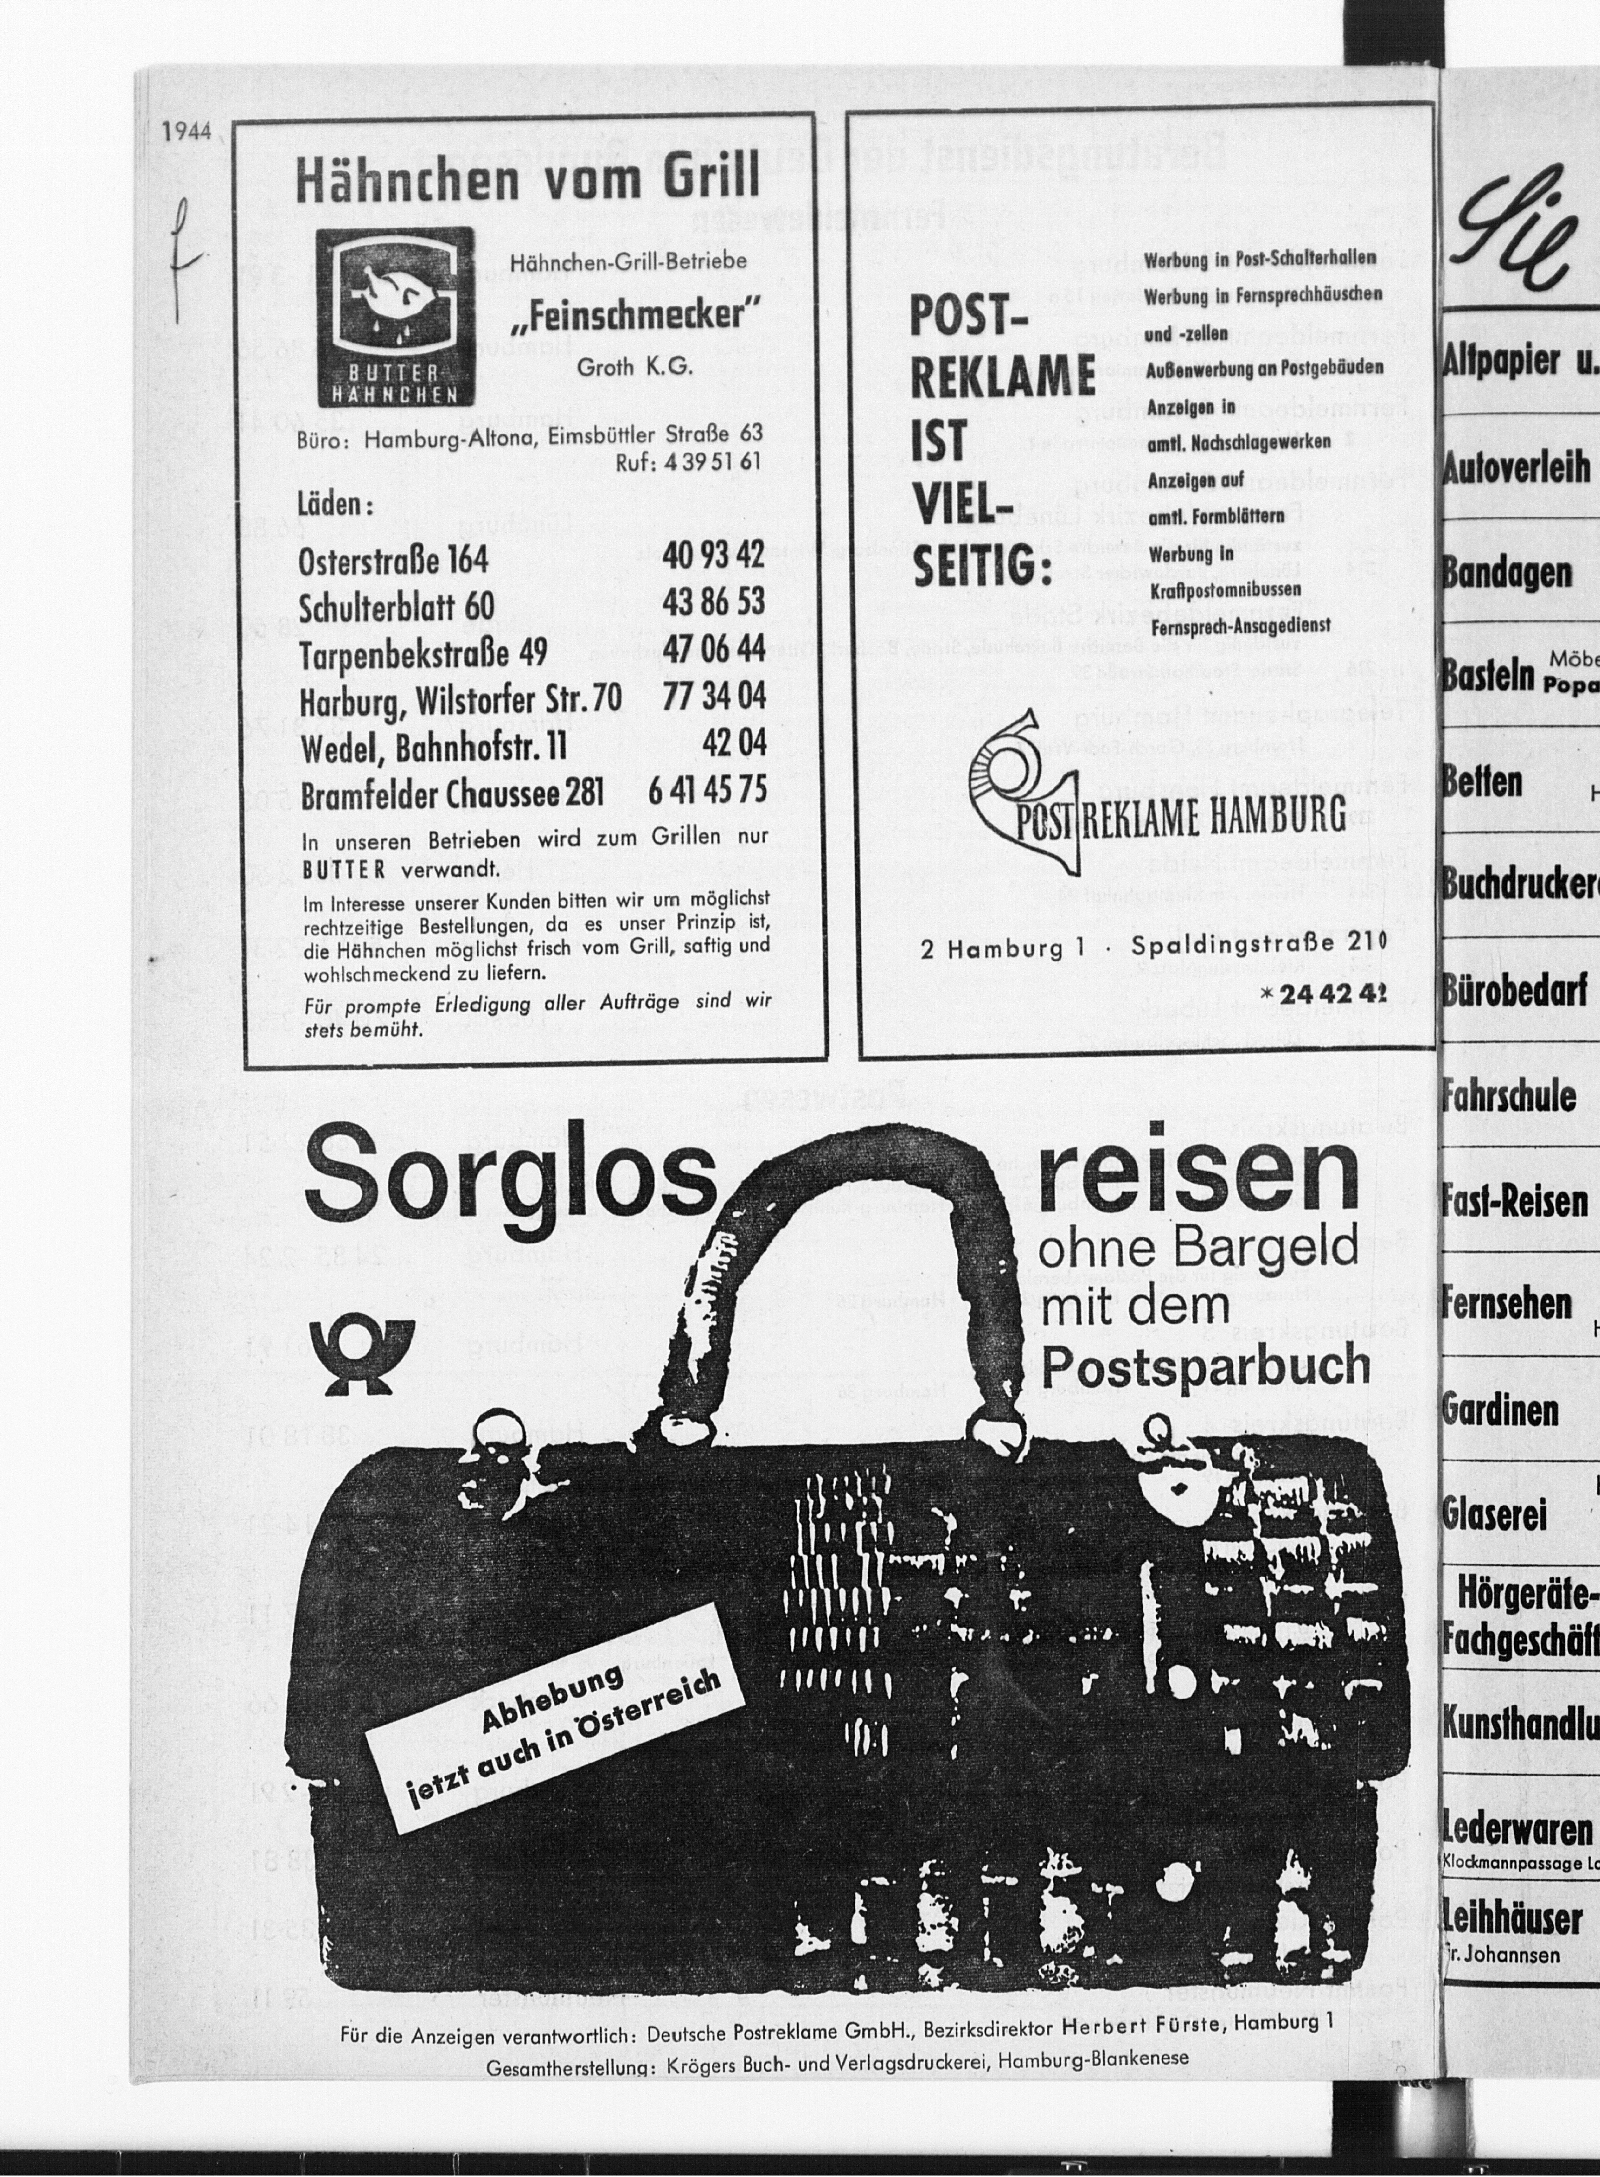 1944
f
Hähnchen vom Grill
BUTTER-
HÄHNCHEN
Hähnchen-Grill-Betriebe
„Feinschmecker"
Groth K.G.
Büro: Hamburg-Altona, Eimsbüttler Straße 63
Ruf: 4 39 51 61
Läden:
Osterstraße 164 40 93 42
Schulterblatt 60 43 86 53
Tarpenbekstraße 49 47 06 44
Harburg, Wilstorfer Str. 70 77 34 04
Wedel, Bahnhofstr. 11 42 04
Bramfelder Chaussee 281 6 41 45 75
In unseren Betrieben wird zum Grillen nur
BUTTER verwandt.
Im Interesse unserer Kunden bitten wir um möglichst
rechtzeitige Bestellungen, da es unser Prinzip ist,
die Hähnchen möglichst frisch vom Grill, saftig und
wohlschmeckend zu liefern.
Für prompte Erledigung aller Aufträge sind wir
stets bemüht.
POST-
REKLAME
IST
VIEL-
SEITIG:
Werbung in Post-Schalterhallen
Werbung in Fernsprechhäuschen
und -zellen
Außenwerbung an Postgebäuden
Anzeigen in
amtl. Nachschlagewerken
Anzeigen auf
amtl. Formblättern
Werbung in
Kraftpostomnibussen
Fernsprech-Ansagedienst
POSTREKLAME HAMBURG
2 Hamburg 1 · Spaldingstraße 210
* 24 42 42
Sorglos reisen
ohne Bargeld
mit dem
Postsparbuch
Abhebung
jetzt auch in Österreich
Für die Anzeigen verantwortlich: Deutsche Postreklame GmbH., Bezirksdirektor Herbert Fürste, Hamburg 1
Gesamtherstellung: Krögers Buch- und Verlagsdruckerei, Hamburg-Blankenese
Sie
Altpapier u.
Autoverleih
Bandagen
Basteln Möbe
Popa
Betten
H
Buchdrucker
Bürobedarf
Fahrschule
Fast-Reisen
Fernsehen
H
Gardinen
Glaserei
Hörgeräte-
Fachgeschäft
Kunsthandlu
Lederwaren
Klockmannpassage La
Leihhäuser
Fr. Johannsen